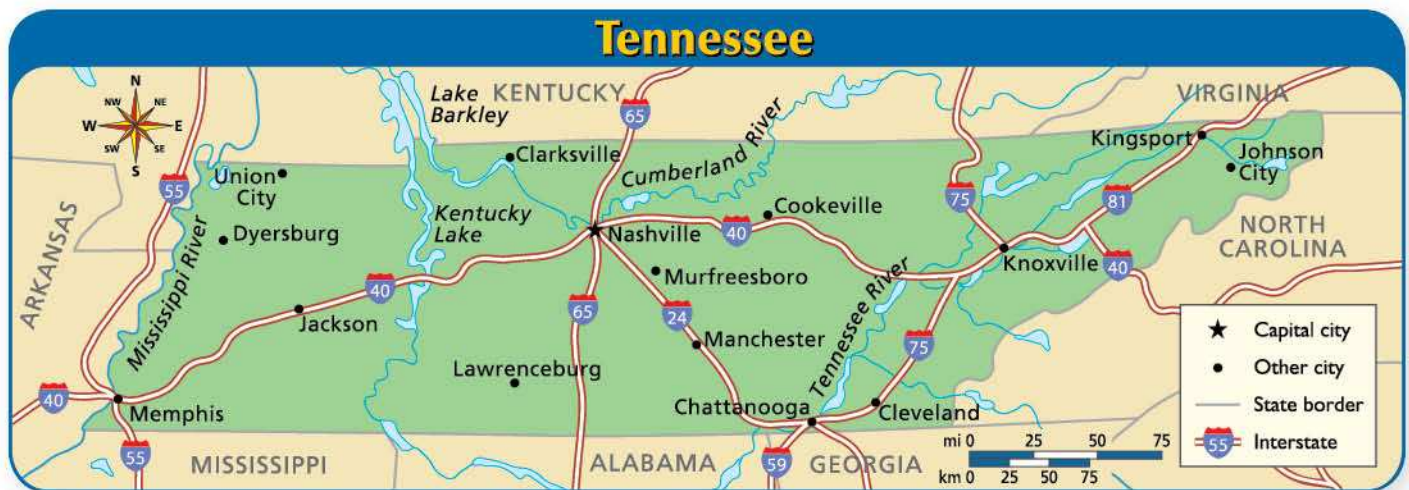 Tennessee
N
NW
NE
W
E
SW
SE
S
Lake
Barkley
KENTUCKY
65
Cumberland River
75
VIRGINIA
Kingsport
Johnson
City
55
Union
City
Clarksville
81
ARKANSAS
Mississippi River
Dyersburg
Kentucky
Lake
Nashville
40
Cookeville
Knoxville
NORTH
CAROLINA
40
40
Jackson
65
Murfreesboro
24
Manchester
Tennessee River
75
Lawrenceburg
40
Memphis
Chattanooga
Cleveland
55
MISSISSIPPI
ALABAMA
59
GEORGIA
mi 0 25 50 75
km 0 25 50 75
Capital city
Other city
State border
55 Interstate